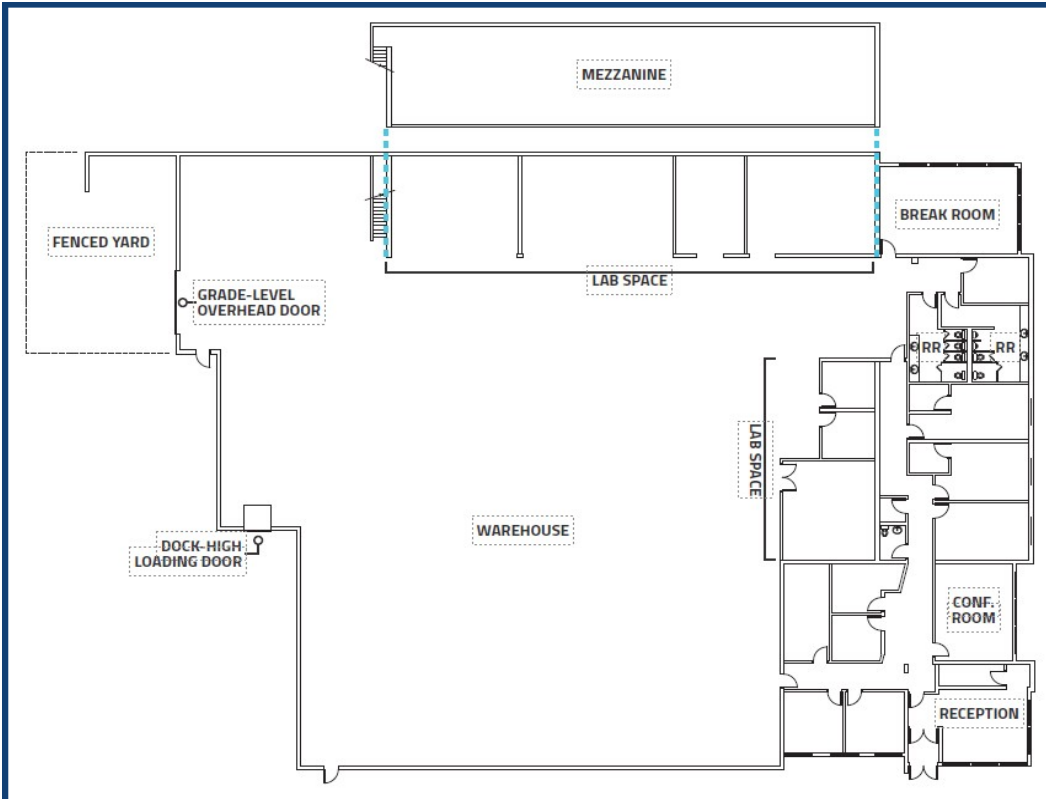 MEZZANINE
BREAK ROOM
FENCED YARD
LAB SPACE
GRADE-LEVEL
OVERHEAD DOOR
RR
RR
LAB SPACE
WAREHOUSE
DOCK-HIGH
LOADING DOOR
CONF.
ROOM
RECEPTION